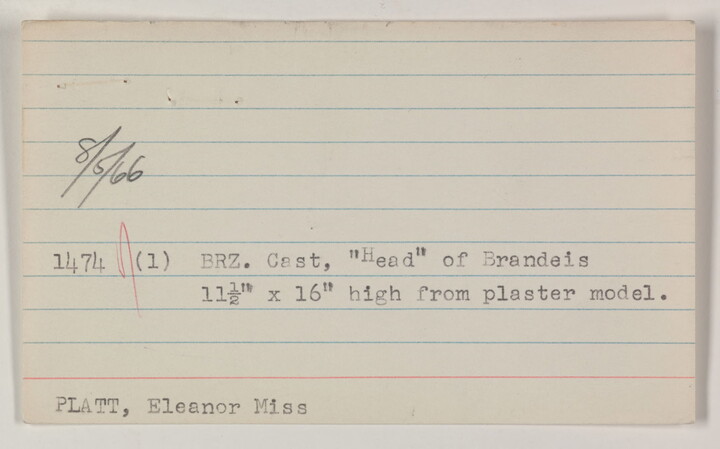 8/5/66
1474 (1) BRZ. Cast, "Head" of Brandeis
11½" x 16" high from plaster model.
PLATT, Eleanor Miss